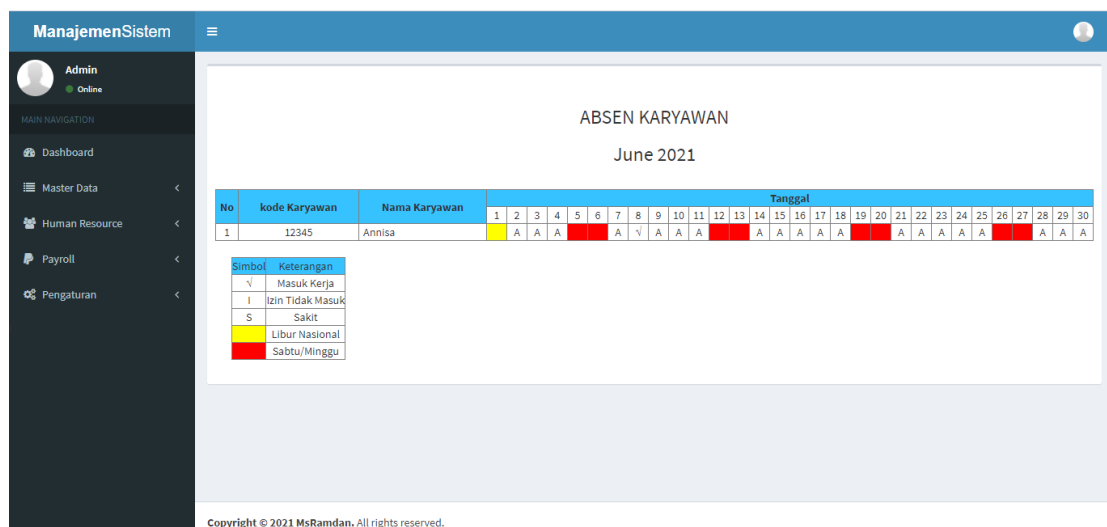 ManajemenSistem
Admin
Online
MAIN NAVIGATION
Dashboard
Master Data
Human Resource
Payroll
Pengaturan
ABSEN KARYAWAN
June 2021
No kode Karyawan Nama Karyawan Tanggal
1 2 3 4 5 6 7 8 9 10 11 12 13 14 15 16 17 18 19 20 21 22 23 24 25 26 27 28 29 30
1 12345 Annisa A A A A √ A A A A A A A A A A A A A A A A
Simbol Keterangan
√ Masuk Kerja
I Izin Tidak Masuk
S Sakit
Libur Nasional
Sabtu/Minggu
Copyright © 2021 MsRamdan. All rights reserved.